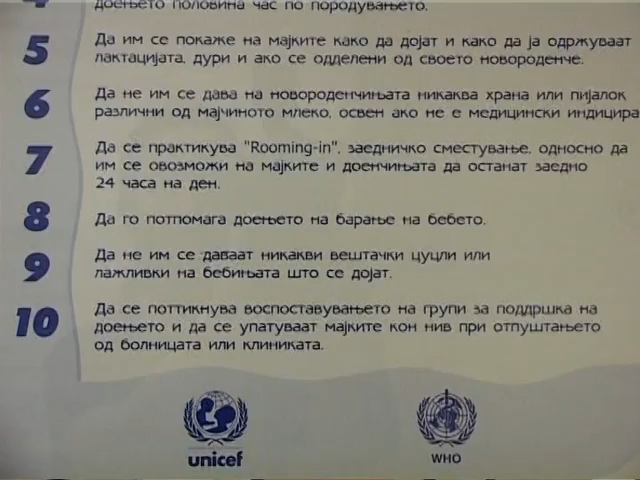 доењето половина час по породувањето.
5 Да им се покаже на мајките како да дојат и како да ја одржуваат
лактацијата, дури и ако се одделени од своето новороденче.
6 Да не им се дава на новороденчињата никаква храна или пијалок
различни од мајчиното млеко, освен ако не е медицински индицира
7 Да се практикува "Rooming-in", заедничко сместување, односно да
им се овозможи на мајките и доенчињата да останат заедно
24 часа на ден.
8 Да го потпомага доењето на барање на бебето.
9 Да не им се даваат никакви вештачки цуцли или
лажливки на бебињата што се дојат.
10 Да се поттикнува воспоставувањето на групи за поддршка на
доењето и да се упатуваат мајките кон нив при отпуштањето
од болницата или клиниката.
unicef
WHO